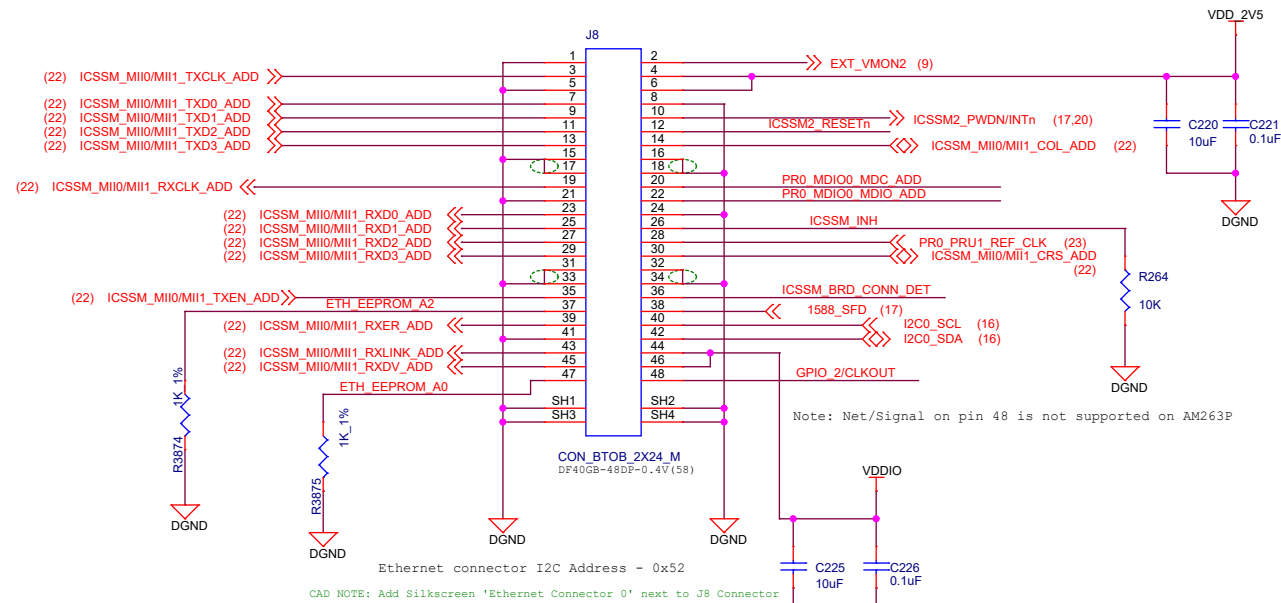 VDD_2V5
J8
1 2
(22) ICSSM_MII0/MII1_TXCLK_ADD 3 4 EXT_VMON2 (9)
5 6
(22) ICSSM_MII0/MII1_TXD0_ADD 7 8
(22) ICSSM_MII0/MII1_TXD1_ADD 9 10 ICSSM2_PWDN/INTn (17,20)
(22) ICSSM_MII0/MII1_TXD2_ADD 11 12 ICSSM2_RESETn
(22) ICSSM_MII0/MII1_TXD3_ADD 13 14 ICSSM_MII0/MII1_COL_ADD (22)
C220 C221
10uF 0.1uF
15 16
17 18
(22) ICSSM_MII0/MII1_RXCLK_ADD 19 20 PR0_MDIO0_MDC_ADD
21 22 PR0_MDIO0_MDIO_ADD
DGND
(22) ICSSM_MII0/MII1_RXD0_ADD 23 24
(22) ICSSM_MII0/MII1_RXD1_ADD 25 26 ICSSM_INH
(22) ICSSM_MII0/MII1_RXD2_ADD 27 28 PR0_PRU1_REF_CLK (23)
(22) ICSSM_MII0/MII1_RXD3_ADD 29 30 ICSSM_MII0/MII1_CRS_ADD
(22)
31 32
33 34
R264
10K
(22) ICSSM_MII0/MII1_TXEN_ADD 35 36 ICSSM_BRD_CONN_DET
ETH_EEPROM_A2 37 38 1588_SFD (17)
(22) ICSSM_MII0/MII1_RXER_ADD 39 40 I2C0_SCL (16)
41 42 I2C0_SDA (16)
(22) ICSSM_MII0/MII1_RXLINK_ADD 43 44
(22) ICSSM_MII0/MII1_RXDV_ADD 45 46
ETH_EEPROM_A0 47 48 GPIO_2/CLKOUT
DGND
SH1 SH2
SH3 SH4
Note: Net/Signal on pin 48 is not supported on AM263P
R3874
1K_1%
R3875
1K_1%
CON_BTOB_2X24_M
DF40GB-48DP-0.4V(58)
VDDIO
DGND
DGND
DGND
DGND
Ethernet connector I2C Address - 0x52
C225 C226
10uF 0.1uF
CAD NOTE: Add Silkscreen 'Ethernet Connector 0' next to J8 Connector